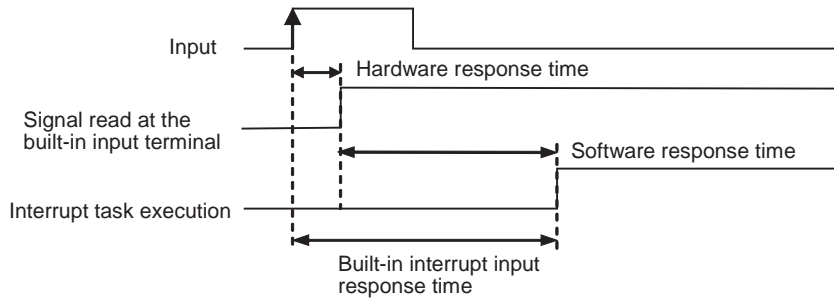 Input
Hardware response time
Signal read at the
built-in input terminal
Software response time
Interrupt task execution
Built-in interrupt input
response time